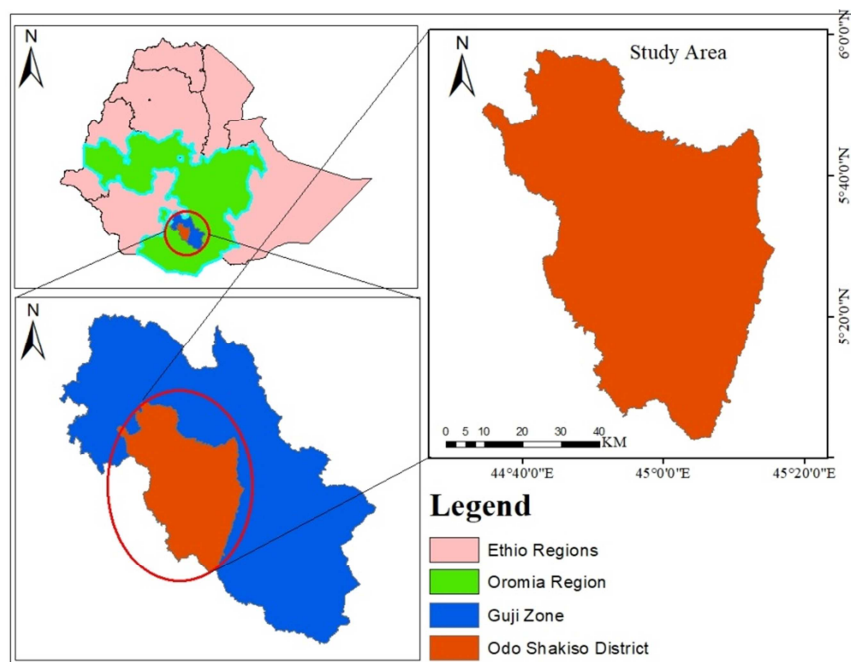 N
N
Study Area
6°0'0"N
5°40'0"N
5°20'0"N
0 5 10 20 30 40
KM
44°40'0"E 45°0'0"E 45°20'0"E
N
Legend
Ethio Regions
Oromia Region
Guji Zone
Odo Shakiso District